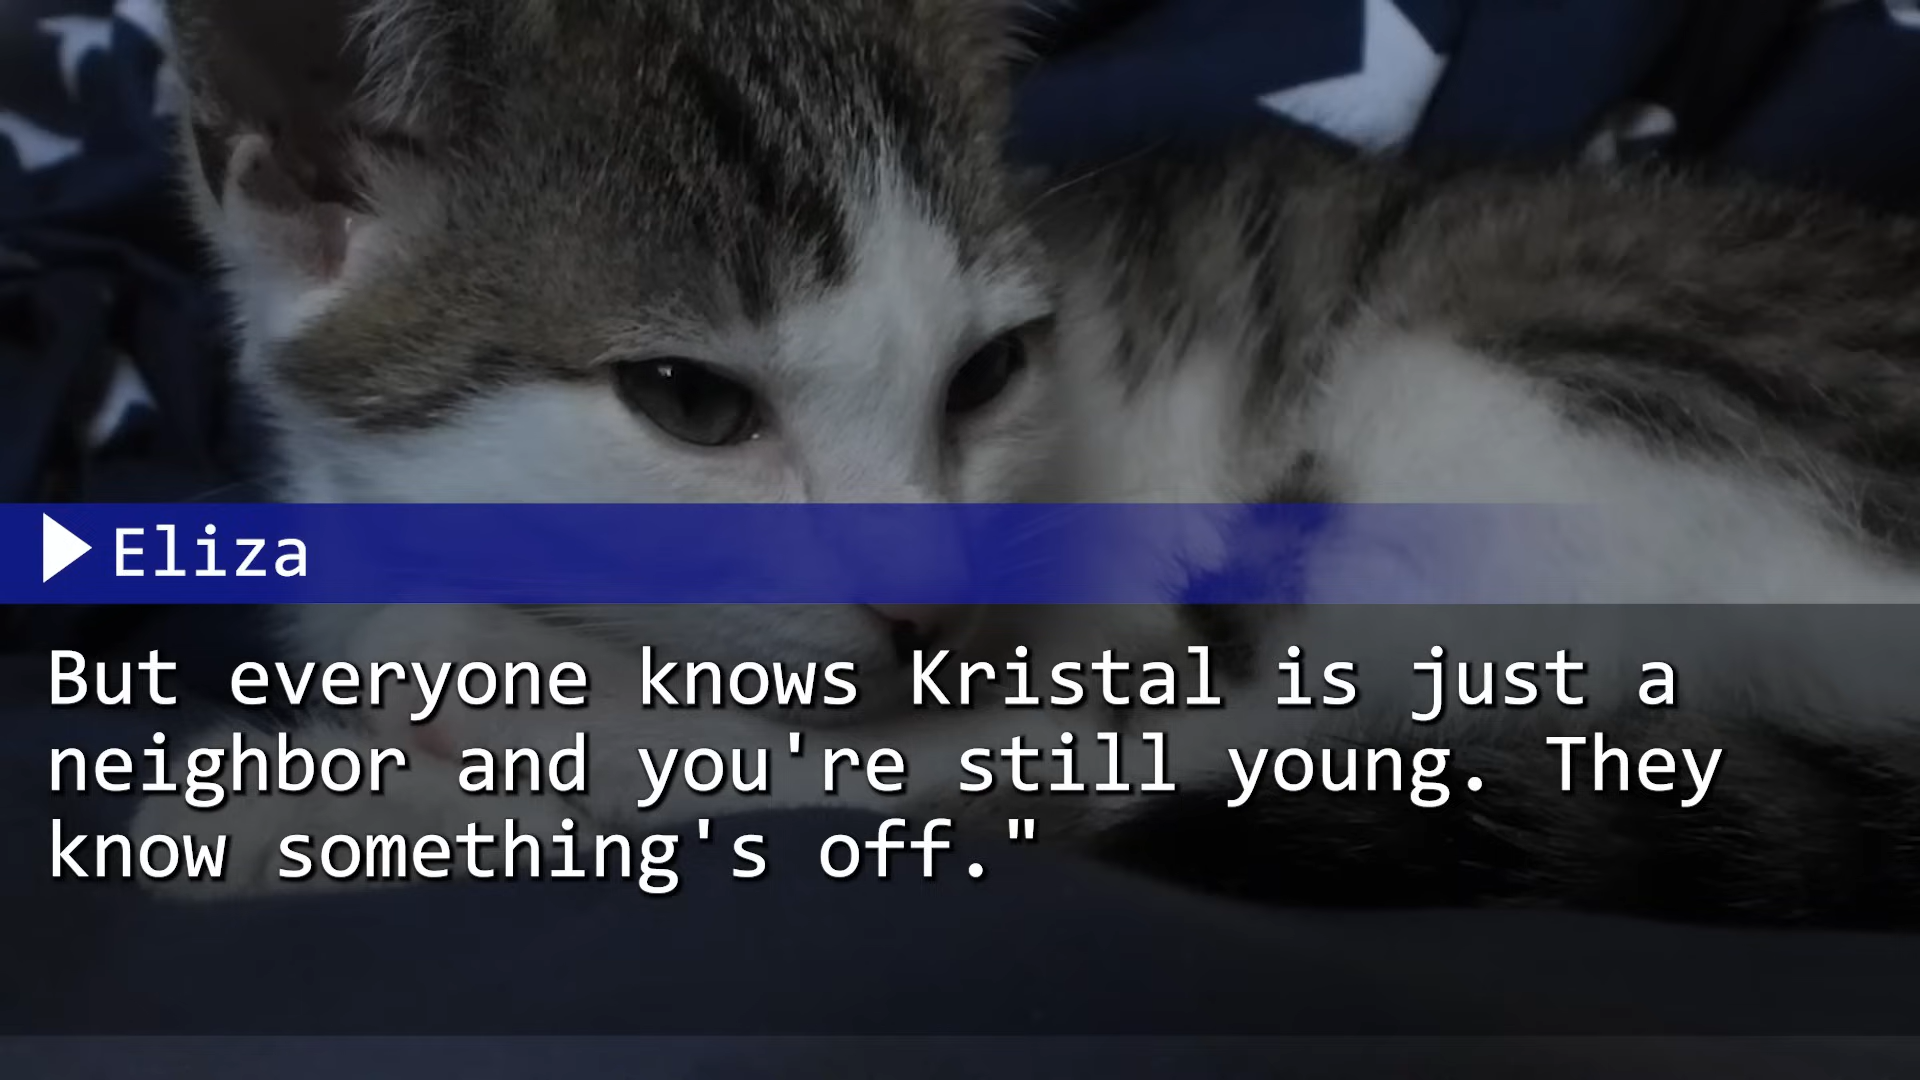 Eliza
But everyone knows Kristal is just a
neighbor and you're still young. They
know something's off."